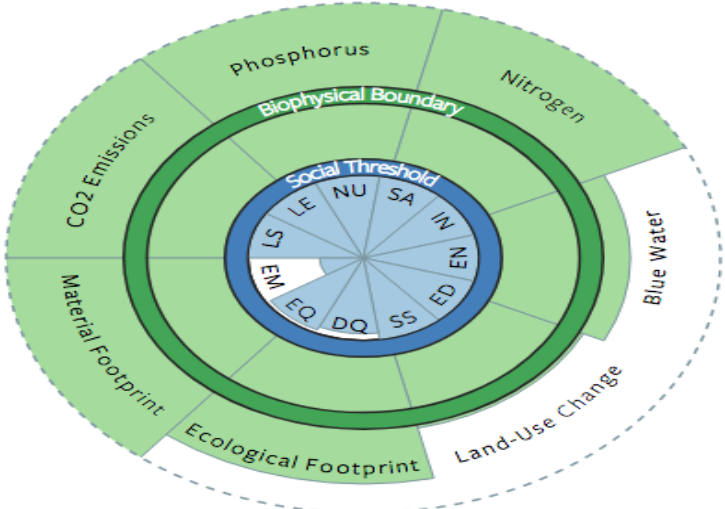 Phosphorus
Nitrogen
Biophysical Boundary
CO2 Emissions
Social Threshold
NU
SA
LE
IN
LS
EN
EM
ED
EQ
DQ
SS
Blue Water
Material Footprint
Land-Use Change
Ecological Footprint